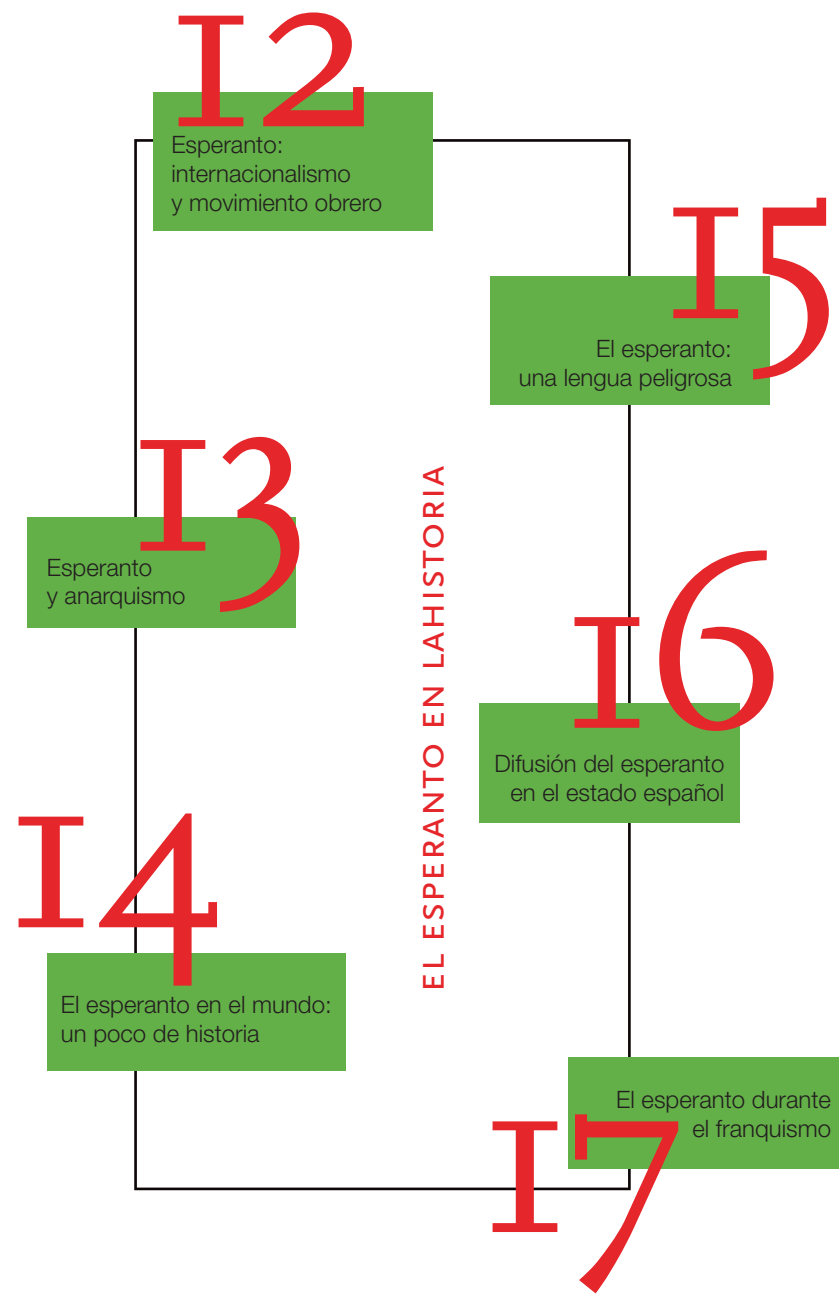 12
Esperanto:
internacionalismo
y movimiento obrero
13
Esperanto
y anarquismo
14
El esperanto en el mundo:
un poco de historia
EL ESPERANTO EN LAHISTORIA
15
El esperanto:
una lengua peligrosa
16
Difusión del esperanto
en el estado español
17
El esperanto durante
el franquismo